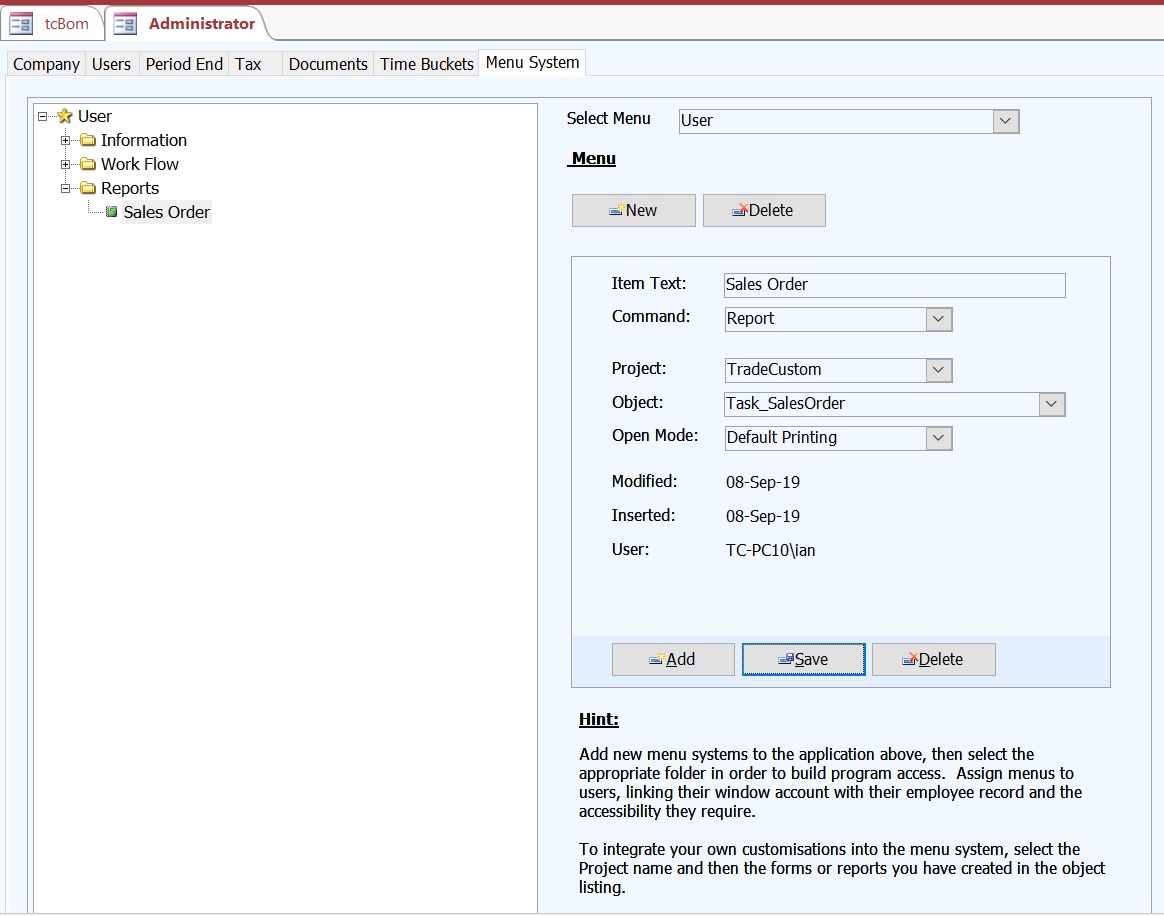 tcBom Administrator
Company Users Period End Tax Documents Time Buckets Menu System
User
Information
Work Flow
Reports
Sales Order
Select Menu User
Menu
New Delete
Item Text: Sales Order
Command: Report
Project: TradeCustom
Object: Task_SalesOrder
Open Mode: Default Printing
Modified: 08-Sep-19
Inserted: 08-Sep-19
User: TC-PC10\ian
Add Save Delete
Hint:
Add new menu systems to the application above, then select the
appropriate folder in order to build program access.  Assign menus to
users, linking their window account with their employee record and the
accessibility they require.
To integrate your own customisations into the menu system, select the
Project name and then the forms or reports you have created in the object
listing.